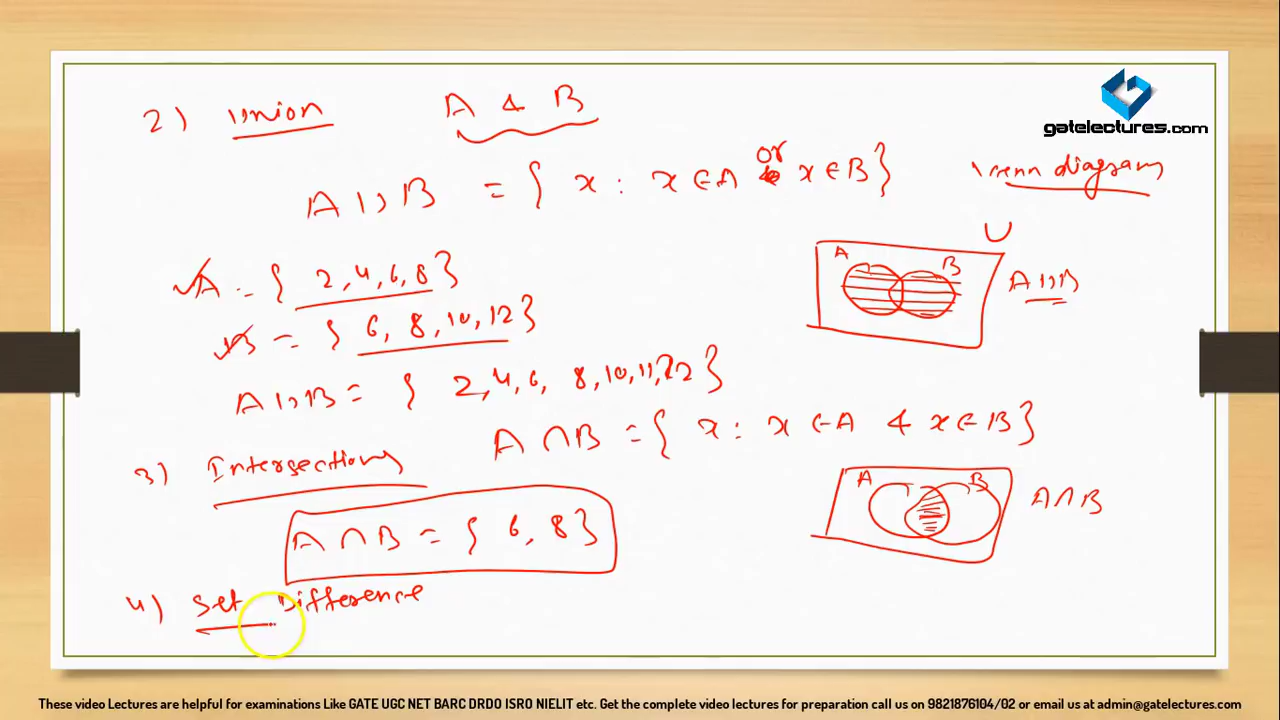 2) Union A & B
gatelectures.com
A ∪ B = { x : x ∈ A or x ∈ B }
Venn diagram
U
A B A ∪ B
A = { 2, 4, 6, 8 }
B = { 6, 8, 10, 12 }
A ∪ B = { 2, 4, 6, 8, 10, }
A ∩ B = { x : x ∈ A & x ∈ B }
3) Intersection
A B A ∩ B
A ∩ B = { 6, 8 }
4) Set Difference
These video Lectures are helpful for examinations Like GATE UGC NET BARC DRDO ISRO NIELIT etc. Get the complete video lectures for preparation call us on 9821876104/02 or email us at admin@gatelectures.com